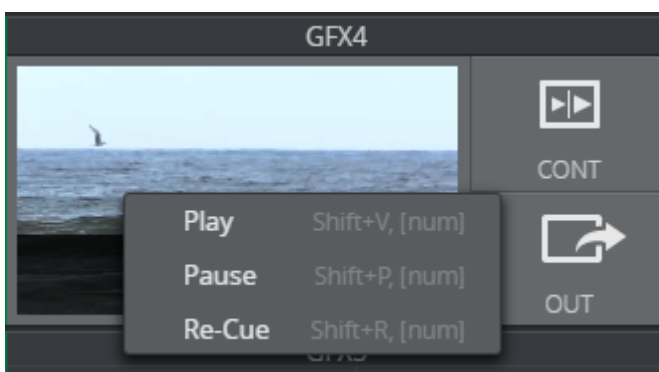 GFX4
CONT
Play Shift+V, [num]
Pause Shift+P, [num]
Re-Cue Shift+R, [num]
OUT